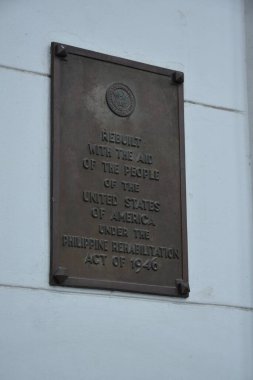 REBUILT
WITH THE AID
OF THE PEOPLE
OF THE
UNITED STATES
OF AMERICA
UNDER THE
PHILIPPINE REHABILITATION
ACT OF 1946